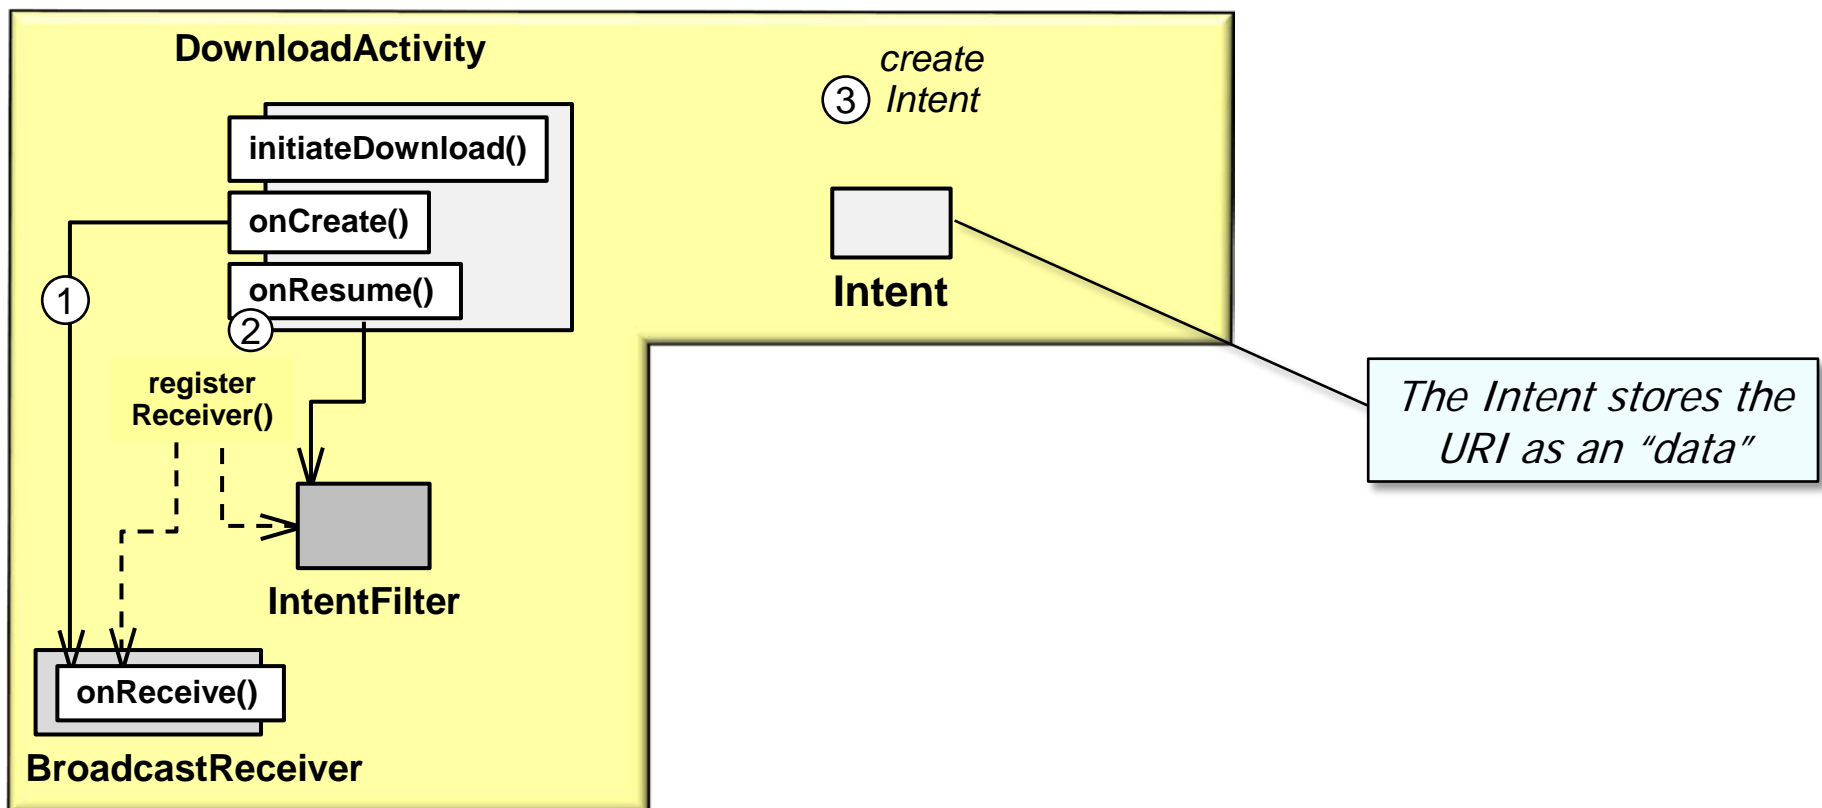 DownloadActivity
create
3 Intent
initiateDownload()
onCreate()
onResume()
1
2
Intent
register
Receiver()
The Intent stores the
URI as an “data”
IntentFilter
onReceive()
BroadcastReceiver